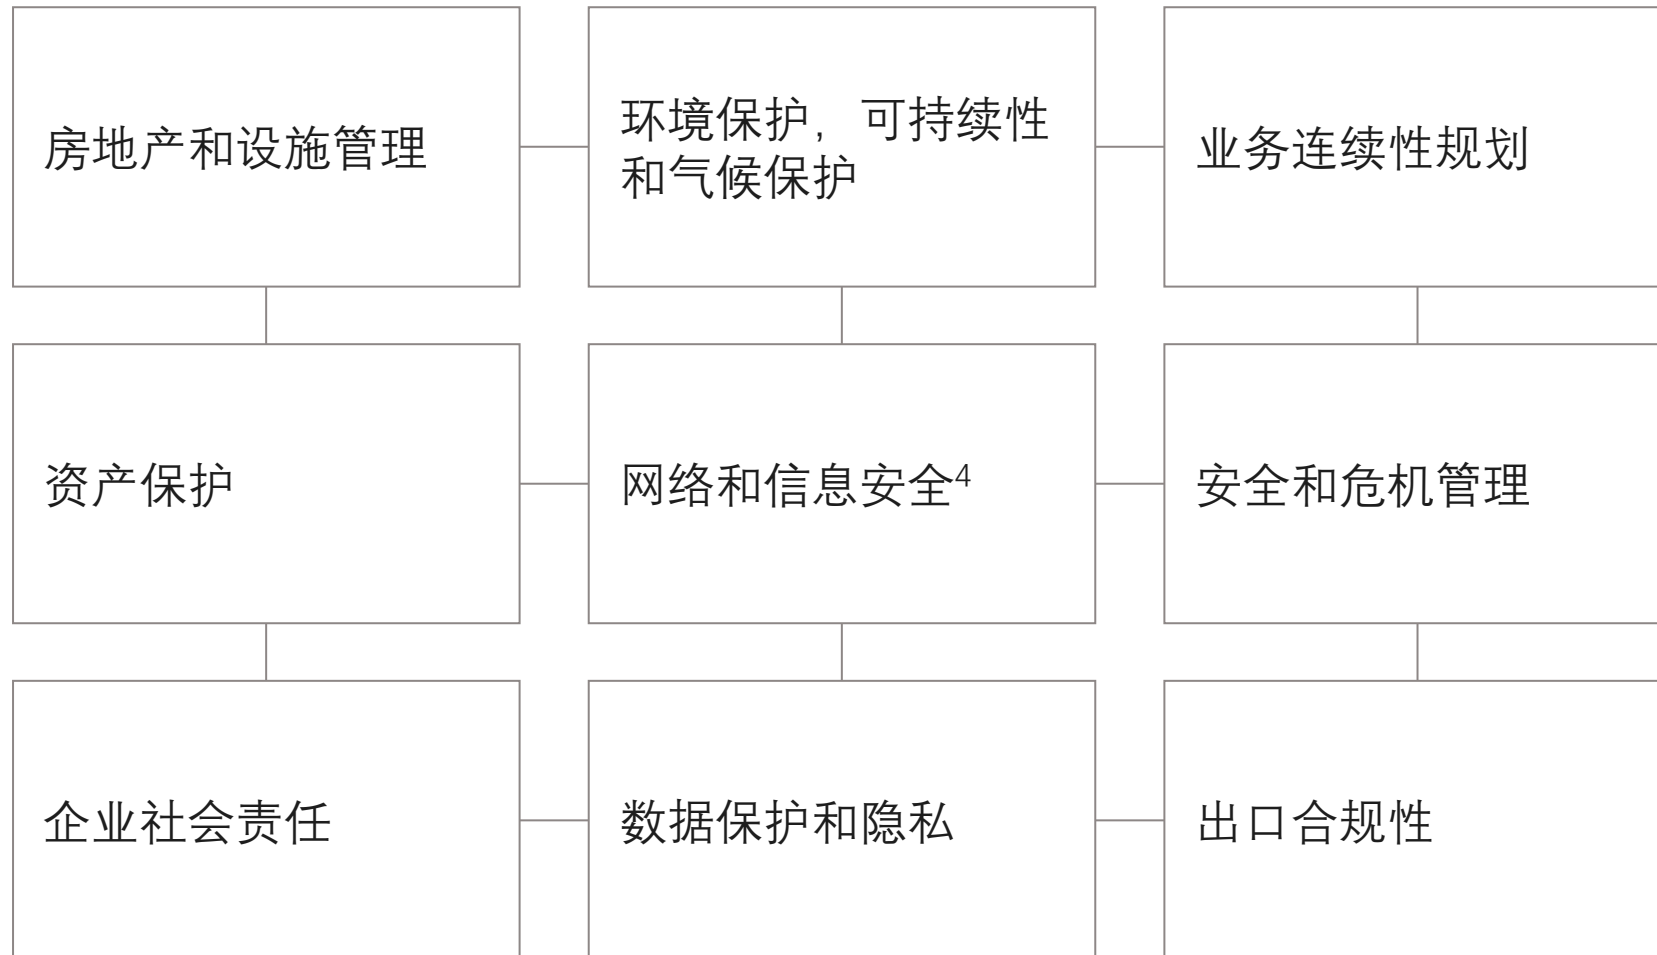 房地产和设施管理
环境保护，可持续性
和气候保护
业务连续性规划
资产保护
网络和信息安全⁴
安全和危机管理
企业社会责任
数据保护和隐私
出口合规性